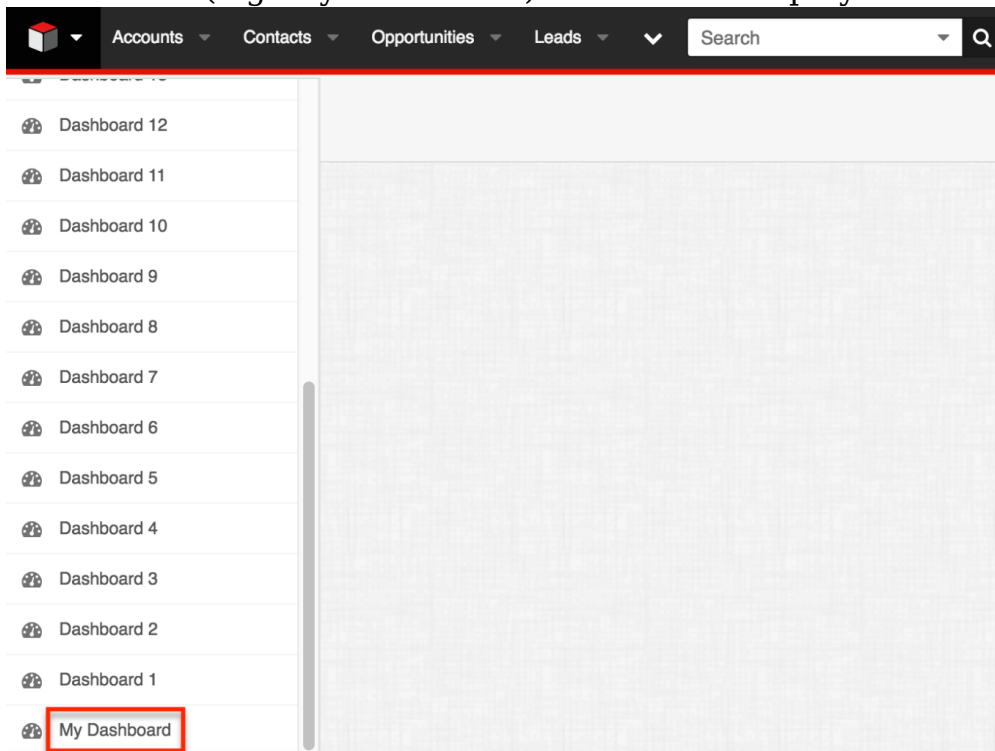 Accounts Contacts Opportunities Leads Search
Dashboard 12
Dashboard 11
Dashboard 10
Dashboard 9
Dashboard 8
Dashboard 7
Dashboard 6
Dashboard 5
Dashboard 4
Dashboard 3
Dashboard 2
Dashboard 1
My Dashboard